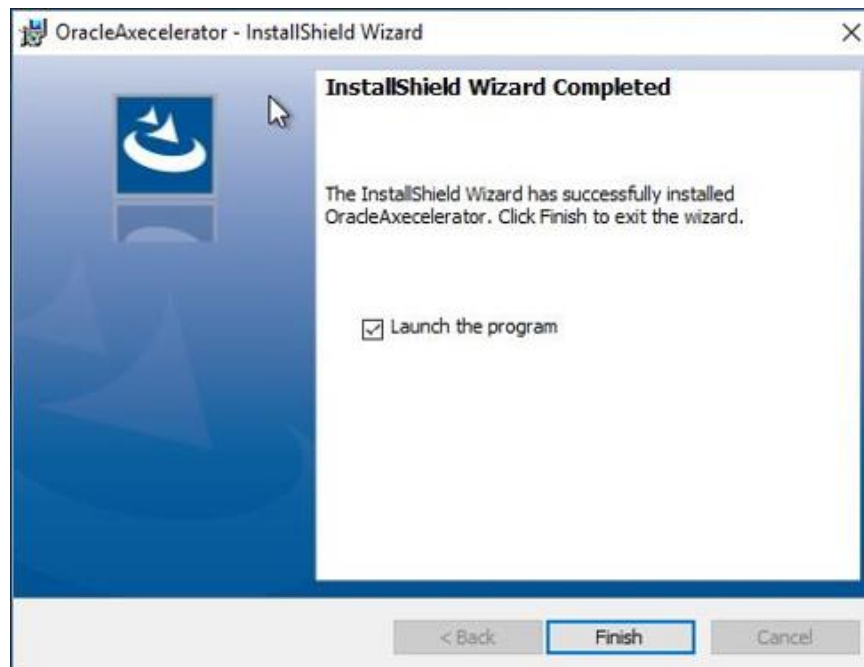 OracleAxecelerator - InstallShield Wizard
InstallShield Wizard Completed
The InstallShield Wizard has successfully installed
OracleAxecelerator. Click Finish to exit the wizard.
Launch the program
< Back
Finish
Cancel